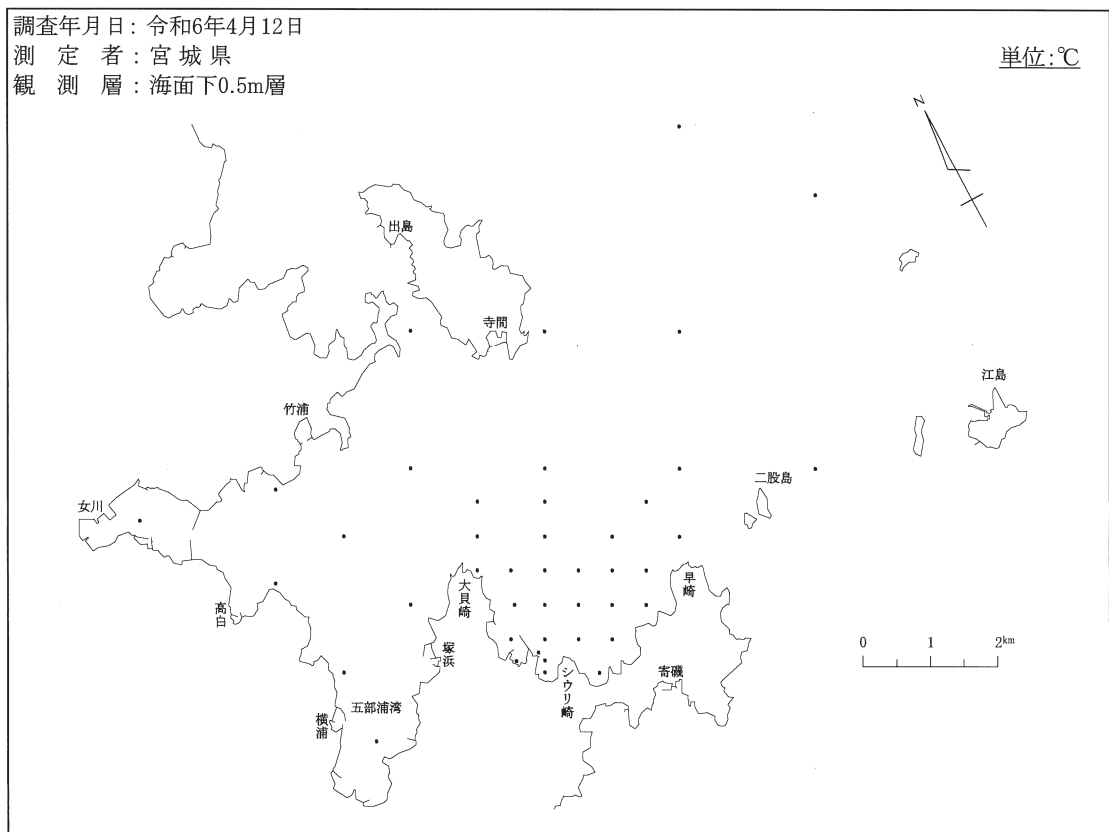 調査年月日：令和6年4月12日
測定者：宮城県
単位：℃
観測層：海面下0.5m層
N
出島
寺間
江島
竹浦
二股島
女川
早崎
大貝崎
高白
塚浜
寄磯
シウリ崎
五部浦湾
横浦
0 1 2km